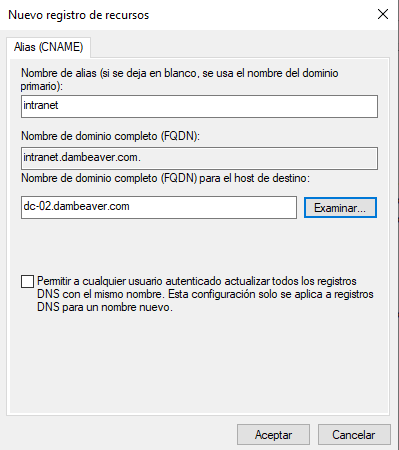 Nuevo registro de recursos
Alias (CNAME)
Nombre de alias (si se deja en blanco, se usa el nombre del dominio
primario):
intranet
Nombre de dominio completo (FQDN):
intranet.dambeaver.com.
Nombre de dominio completo (FQDN) para el host de destino:
dc-02.dambeaver.com
Examinar...
Permitir a cualquier usuario autenticado actualizar todos los registros
DNS con el mismo nombre. Esta configuración solo se aplica a registros
DNS para un nombre nuevo.
Aceptar
Cancelar